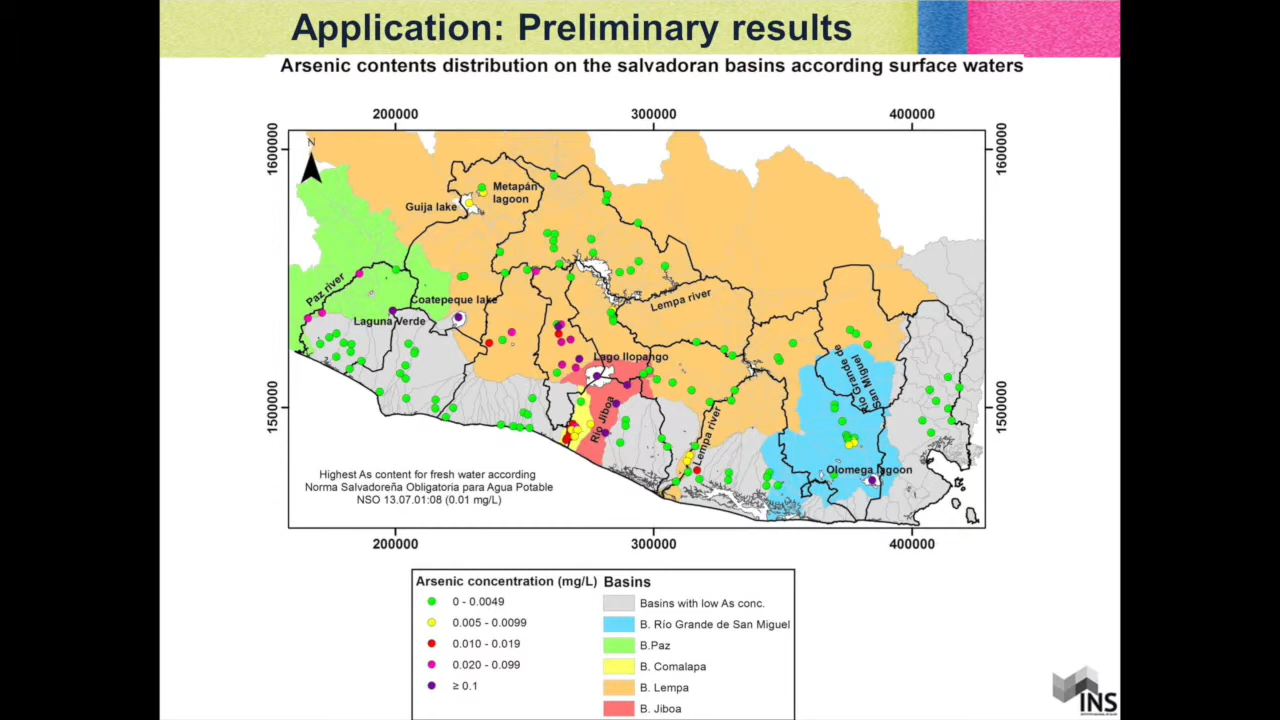 Application: Preliminary results
Arsenic contents distribution on the salvadoran basins according surface waters
200000
300000
400000
1600000
1600000
N
Metapán
lagoon
Guija lake
Paz river
Coatepeque lake
Laguna Verde
Lempa river
Lago Ilopango
Río Grande de
San Miguel
Río Jiboa
Lempa river
Olomega lagoon
1500000
1500000
Highest As content for fresh water according
Norma Salvadoreña Obligatoria para Agua Potable
NSO 13.07.01:08 (0.01 mg/L)
200000
300000
400000
Arsenic concentration (mg/L)
0 - 0.0049
0.005 - 0.0099
0.010 - 0.019
0.020 - 0.099
≥ 0.1
Basins
Basins with low As conc.
B. Río Grande de San Miguel
B.Paz
B. Comalapa
B. Lempa
B. Jiboa
INS